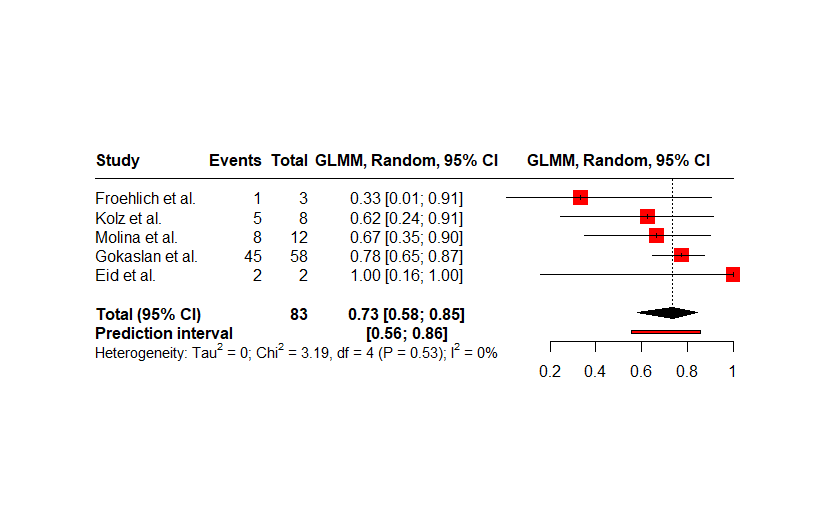 Study Events Total GLMM, Random, 95% CI GLMM, Random, 95% CI
Froehlich et al. 1 3 0.33 [0.01; 0.91]
Kolz et al. 5 8 0.62 [0.24; 0.91]
Molina et al. 8 12 0.67 [0.35; 0.90]
Gokaslan et al. 45 58 0.78 [0.65; 0.87]
Eid et al. 2 2 1.00 [0.16; 1.00]
Total (95% CI) 83 0.73 [0.58; 0.85]
Prediction interval [0.56; 0.86]
Heterogeneity: Tau² = 0; Chi² = 3.19, df = 4 (P = 0.53); I² = 0%
0.2 0.4 0.6 0.8 1